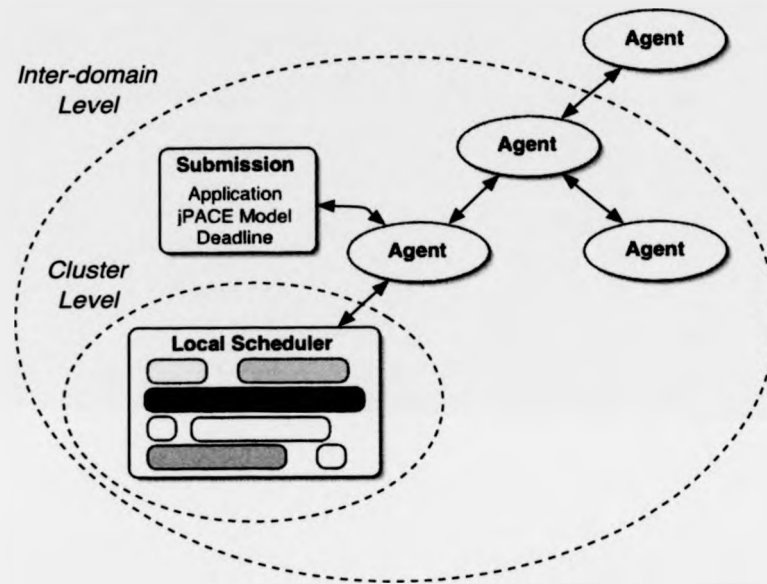 Agent
Inter-domain
Level
Agent
Submission
Application
jPACE Model
Deadline
Agent
Agent
Cluster
Level
Local Scheduler